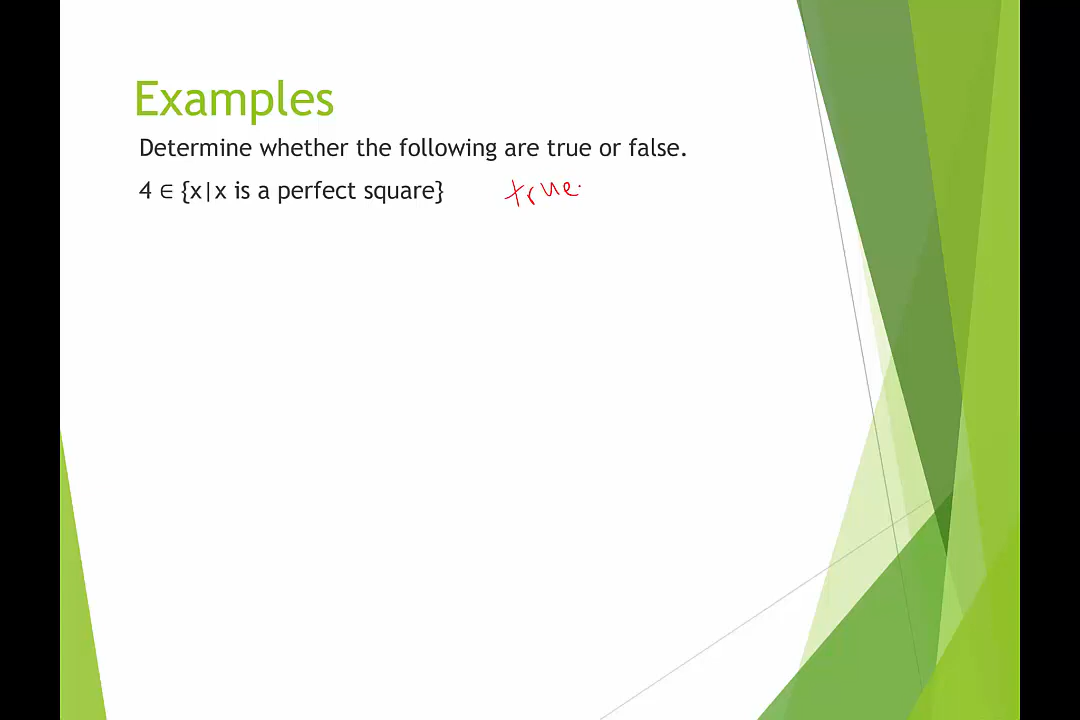 Examples
Determine whether the following are true or false.
4 ∈ {x|x is a perfect square} true.